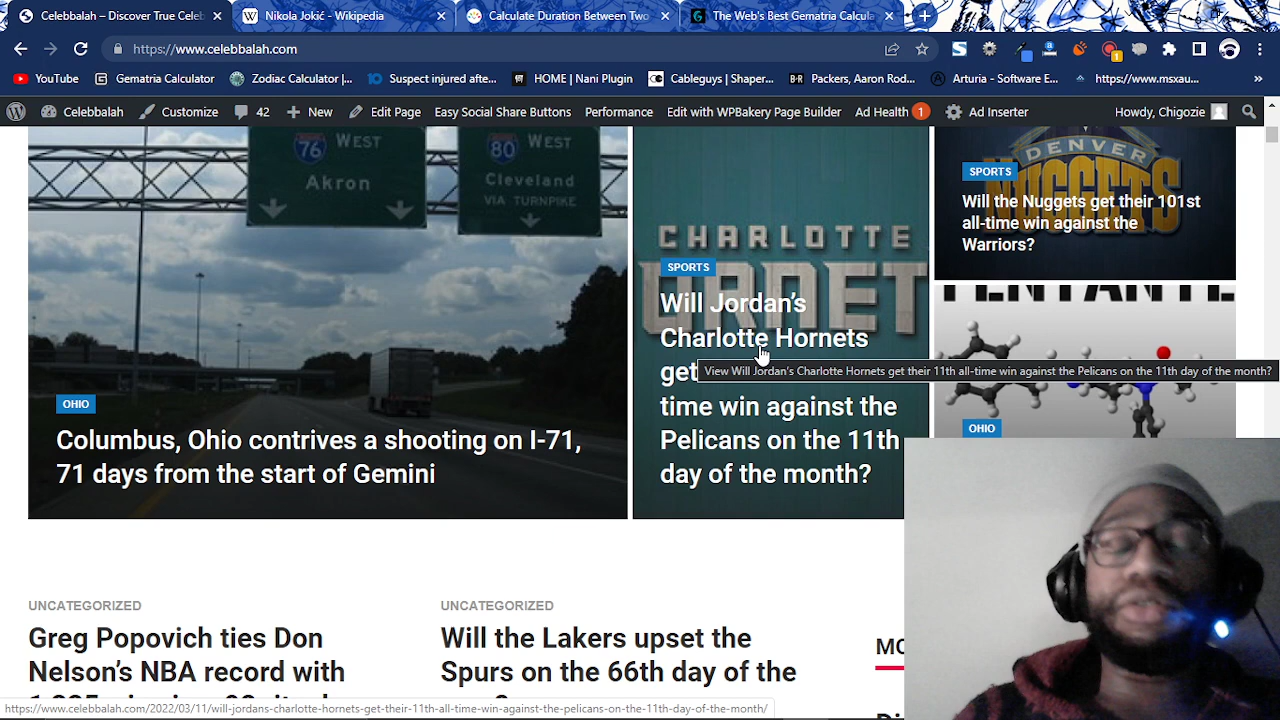 Celebbalah – Discover True Celeb
Nikola Jokić - Wikipedia
Calculate Duration Between Two
The Web's Best Gematria Calcula
https://www.celebbalah.com
1
YouTube
Gematria Calculator
Zodiac Calculator |...
Suspect injured afte...
HOME | Nani Plugin
Cableguys | Shaper...
Packers, Aaron Rod...
Arturia - Software E...
https://www.msxau...
»
Celebbalah
Customize
42
New
Edit Page
Easy Social Share Buttons
Performance
Edit with WPBakery Page Builder
Ad Health 1
Ad Inserter
Howdy, Chigozie
76 WEST
Akron
80 WEST
Cleveland
VIA TURNPIKE
OHIO
Columbus, Ohio contrives a shooting on I-71,
71 days from the start of Gemini
CHARLOTTE
HORNET
SPORTS
Will Jordan's
Charlotte Hornets
get
View Will Jordan's Charlotte Hornets get their 11th all-time win against the Pelicans on the 11th day of the month?
time win against the
Pelicans on the 11th
day of the month?
DENVER
NUGGETS
SPORTS
Will the Nuggets get their 101st
all-time win against the
Warriors?
OHIO
UNCATEGORIZED
Greg Popovich ties Don
Nelson's NBA record with
UNCATEGORIZED
Will the Lakers upset the
Spurs on the 66th day of the
MO
https://www.celebbalah.com/2022/03/11/will-jordans-charlotte-hornets-get-their-11th-all-time-win-against-the-pelicans-on-the-11th-day-of-the-month/